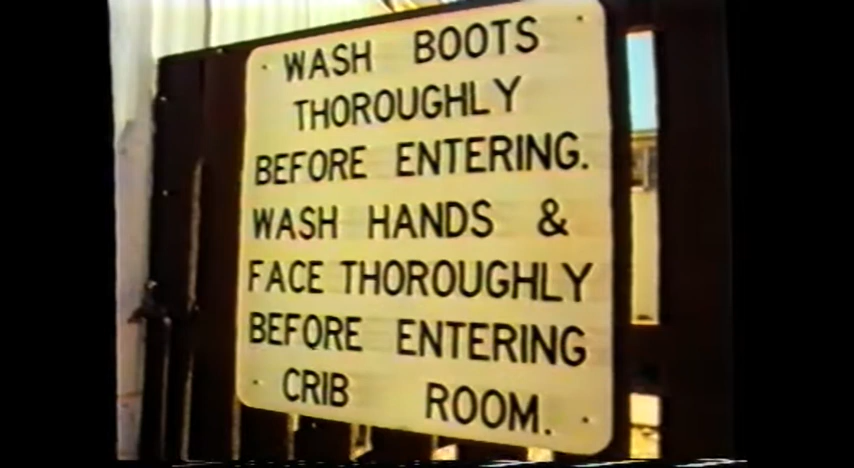 WASH BOOTS
THOROUGHLY
BEFORE ENTERING.
WASH HANDS &
FACE THOROUGHLY
BEFORE ENTERING
CRIB ROOM.